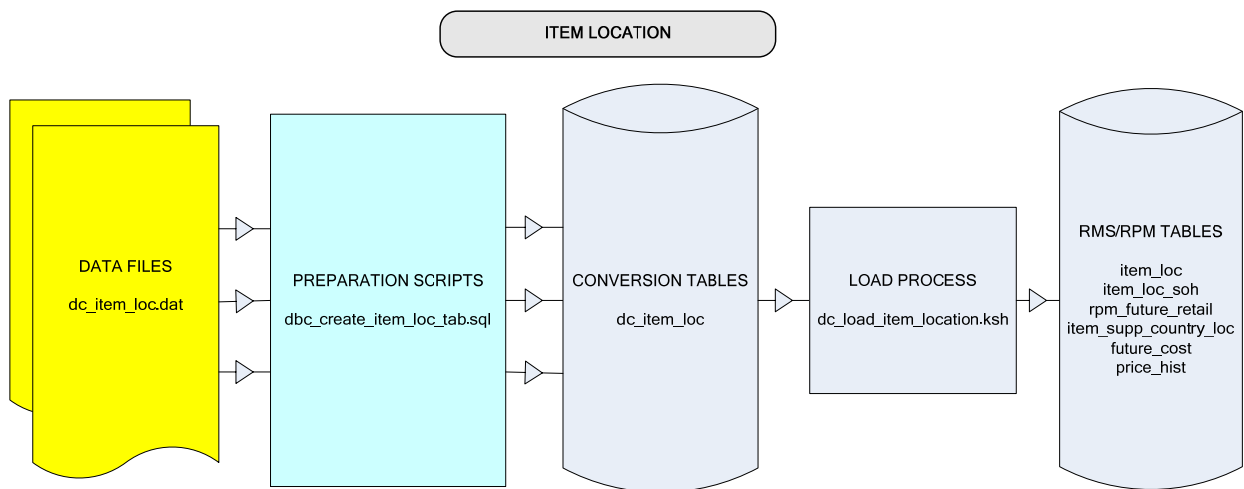 ITEM LOCATION
DATA FILES
dc_item_loc.dat
PREPARATION SCRIPTS
dbc_create_item_loc_tab.sql
CONVERSION TABLES
dc_item_loc
LOAD PROCESS
dc_load_item_location.ksh
RMS/RPM TABLES
item_loc
item_loc_soh
rpm_future_retail
item_supp_country_loc
future_cost
price_hist